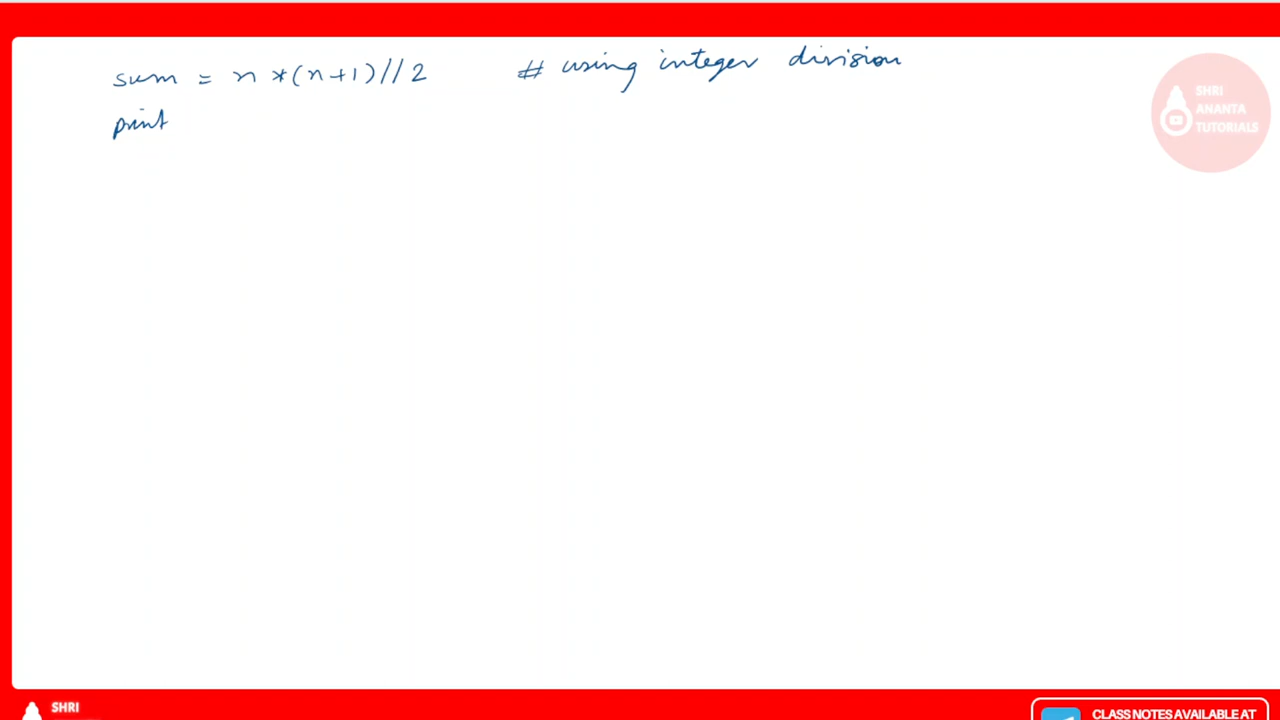 sum = n *(n+1)//2 # using integer division
print
SHRI
ANANTA
TUTORIALS
SHRI
CLASS NOTES AVAILABLE AT